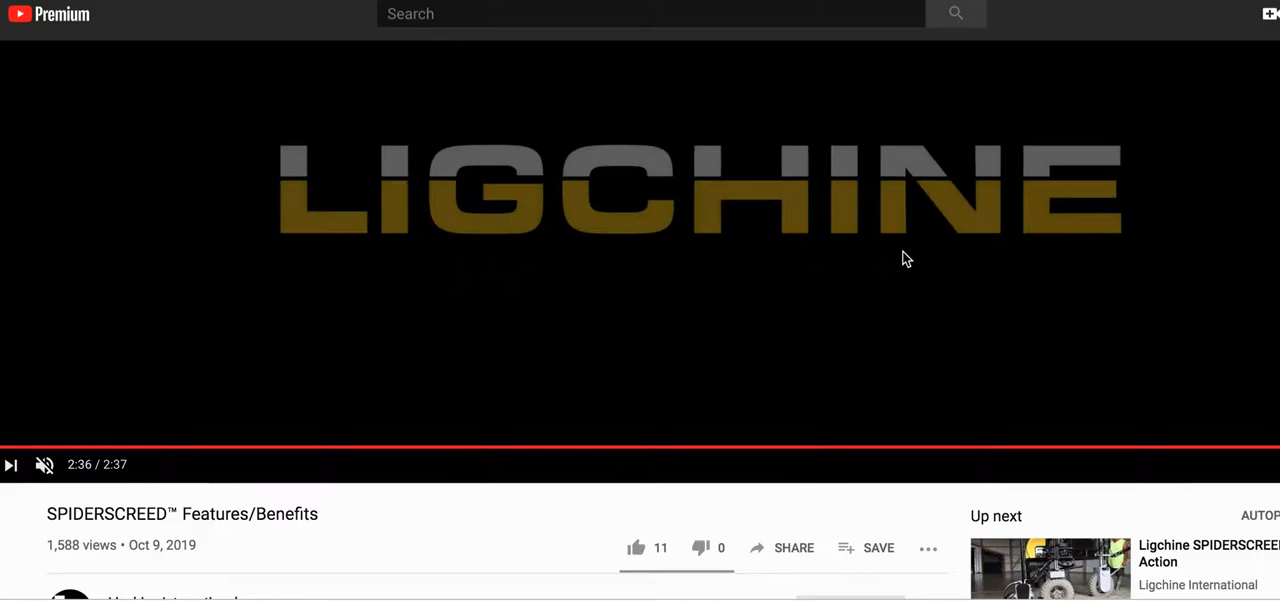 Premium
Search
LIGCHINE
2:36 / 2:37
SPIDERSCREED™ Features/Benefits
1,588 views • Oct 9, 2019
11
0
SHARE
SAVE
Up next
AUTOP
Ligchine SPIDERSCREED
Action
Ligchine International